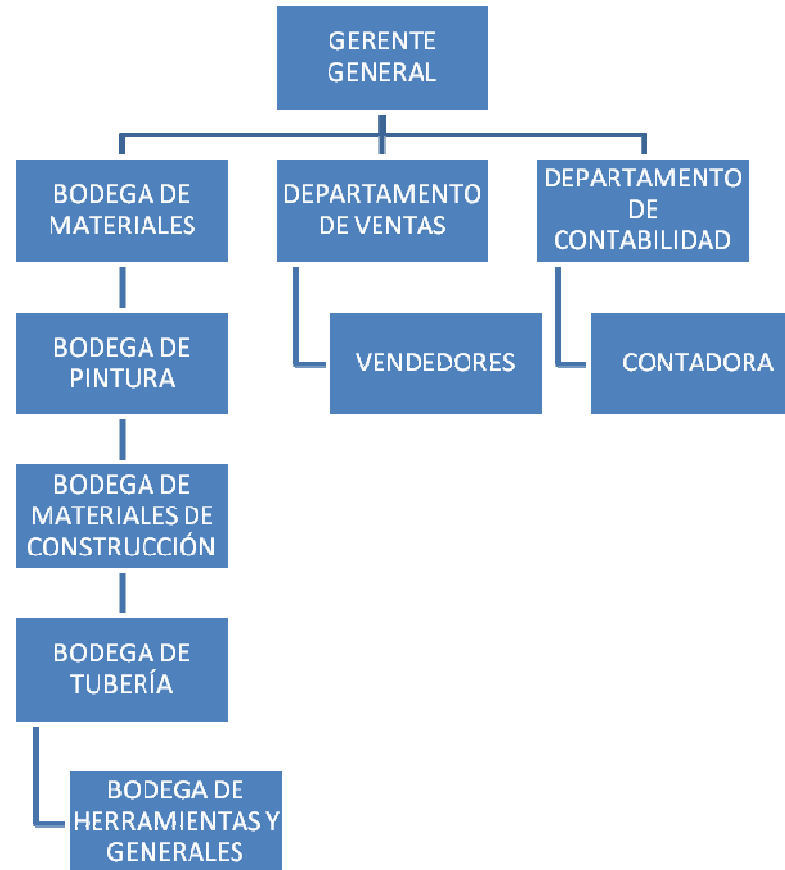 GERENTE
GENERAL
BODEGA DE
MATERIALES
DEPARTAMENTO
DE VENTAS
DEPARTAMENTO
DE
CONTABILIDAD
BODEGA DE
PINTURA
VENDEDORES
CONTADORA
BODEGA DE
MATERIALES DE
CONSTRUCCIÓN
BODEGA DE
TUBERÍA
BODEGA DE
HERRAMIENTAS Y
GENERALES